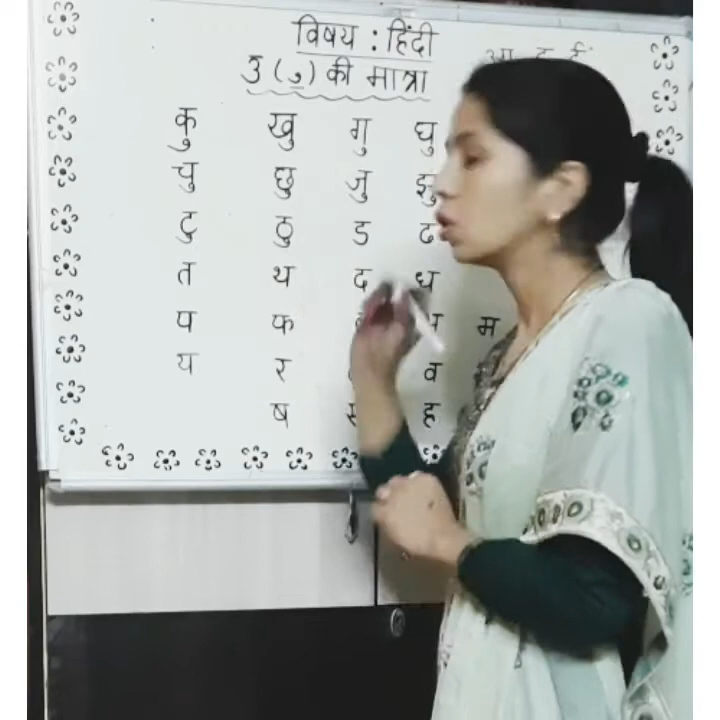 विषय : हिंदी
उ ( ु ) की मात्रा
कु खु गु घु
चु छु जु झु
टु ठु ड ढ
त थ द ध
प फ म
य र व
ष ह